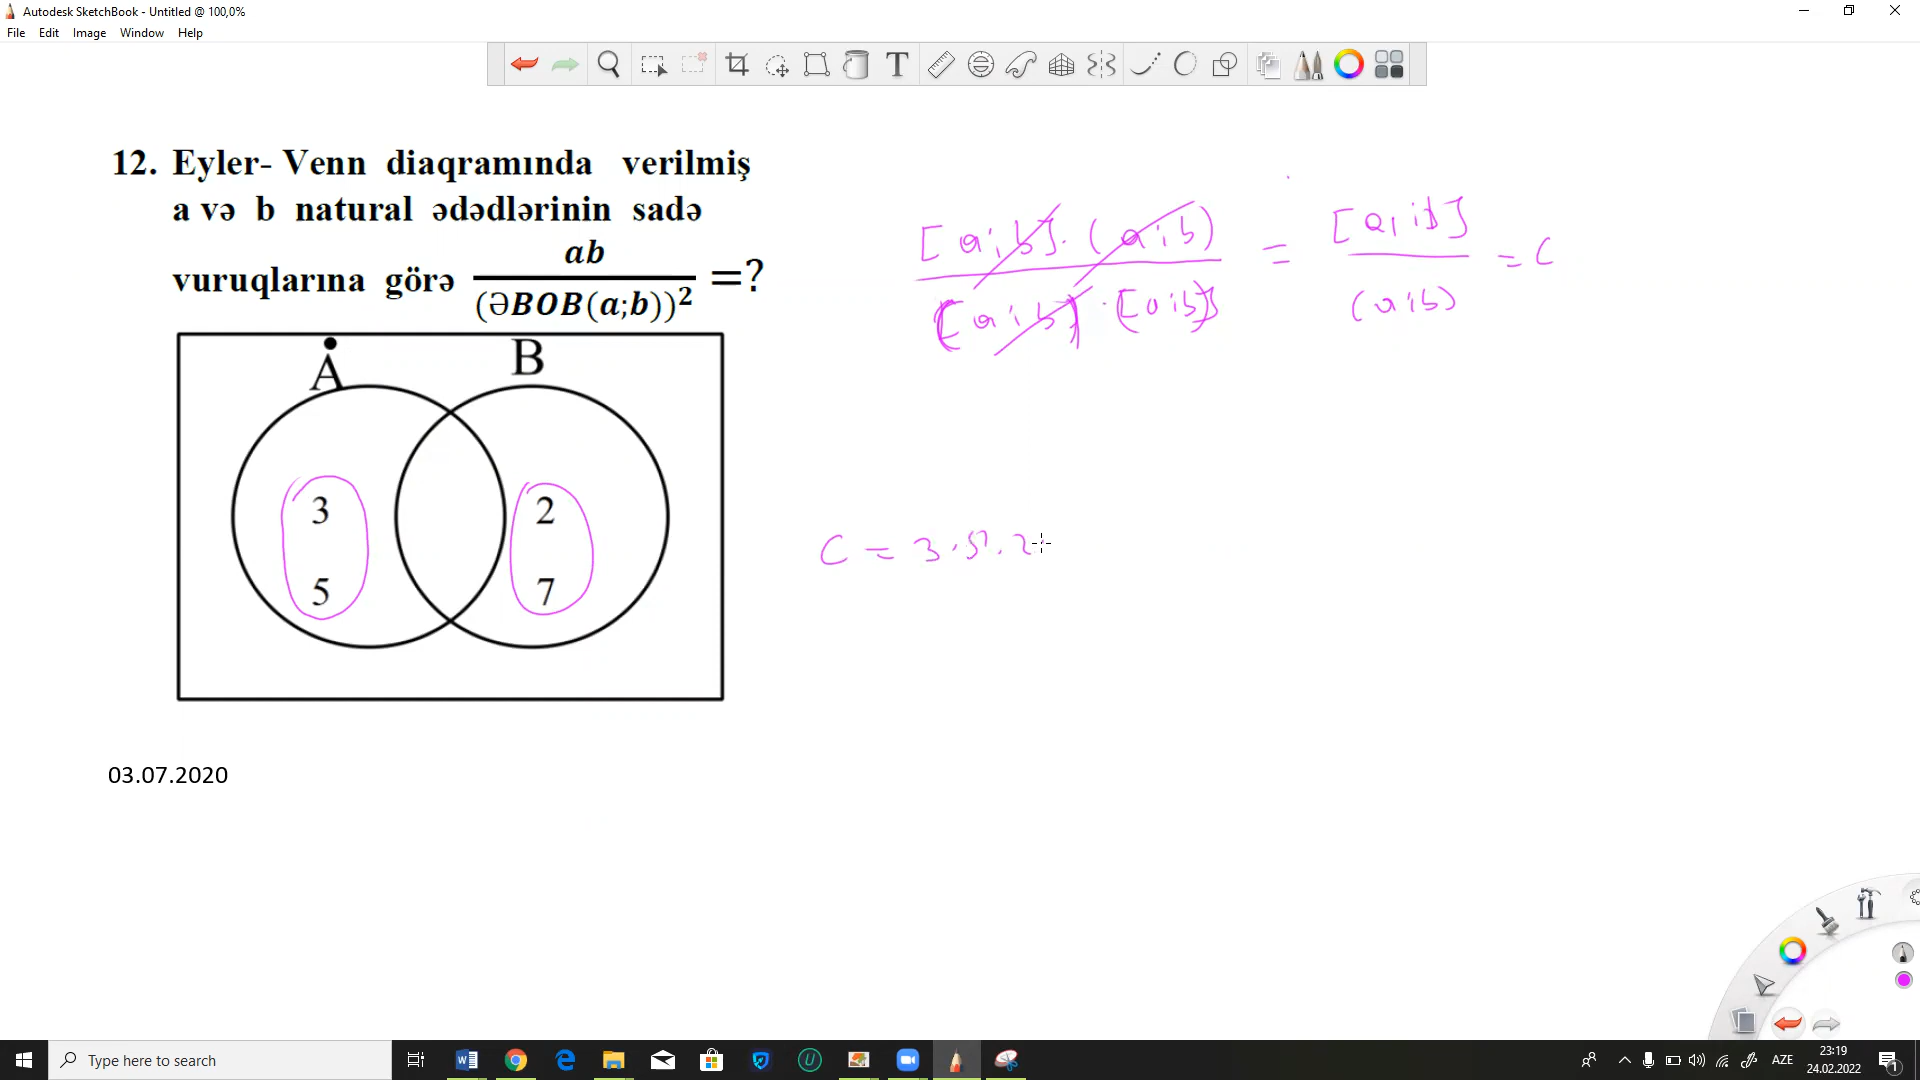 Autodesk SketchBook - Untitled @ 100,0%
File Edit Image Window Help
T
12. Eyler- Venn diaqramında verilmiş
a və b natural ədədlərinin sadə
vuruqlarına görə ab / (ƏBOB(a;b))² =?
A B
3 2
5 7
03.07.2020
[a;b]·(a;b) / (a;b)·(a;b) = [a;b] / (a;b) = C
C = 3·5·2
Type here to search
AZE
23:19
24.02.2022
1